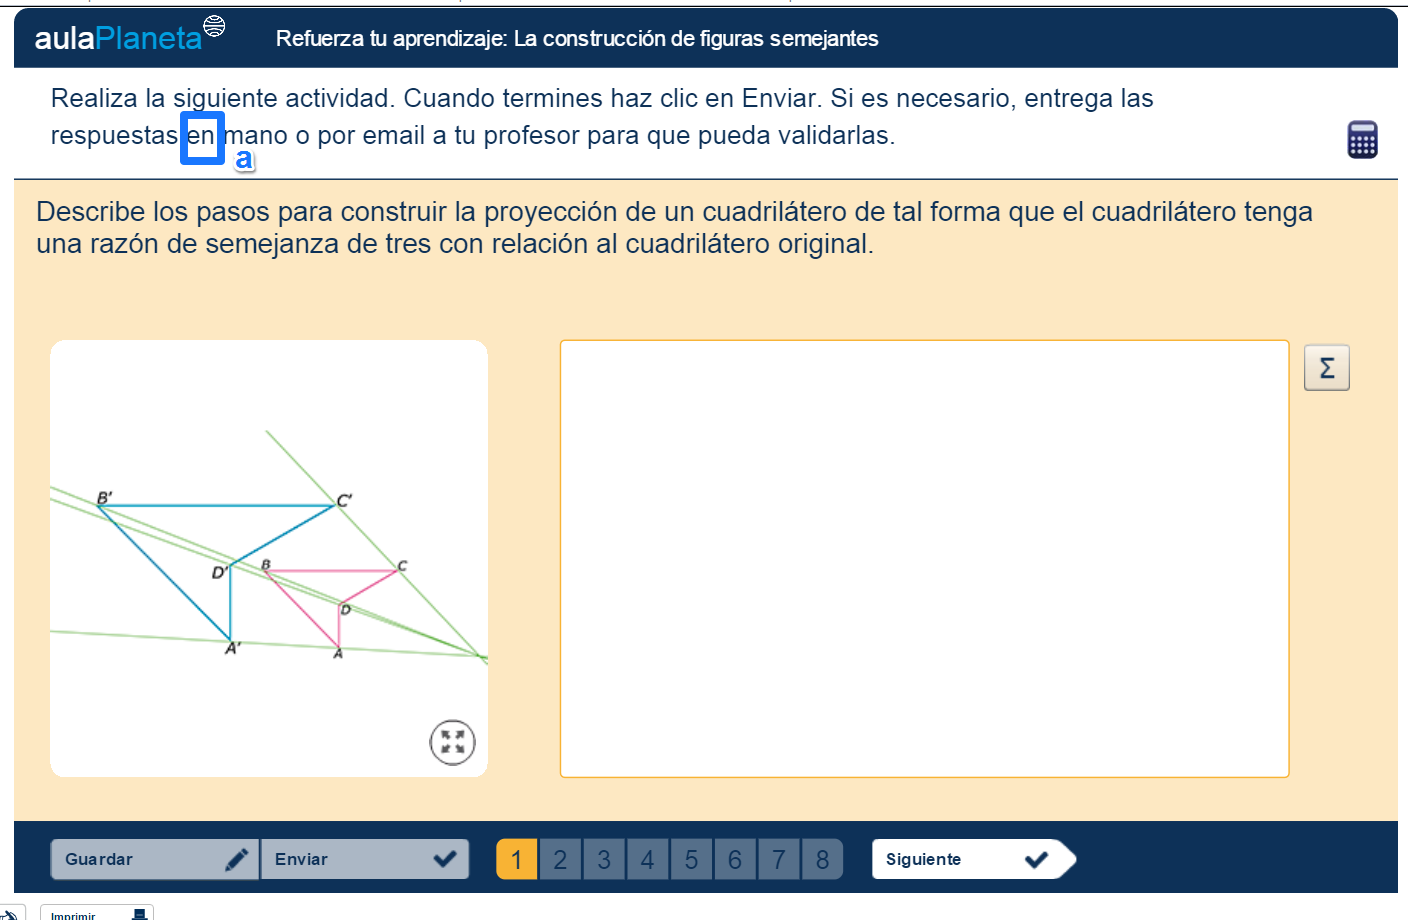 aulaPlaneta
Refuerza tu aprendizaje: La construcción de figuras semejantes
Realiza la siguiente actividad. Cuando termines haz clic en Enviar. Si es necesario, entrega las
respuestas en mano o por email a tu profesor para que pueda validarlas.
a
Describe los pasos para construir la proyección de un cuadrilátero de tal forma que el cuadrilátero tenga
una razón de semejanza de tres con relación al cuadrilátero original.
Σ
B' C'
D' B C
D
A' A
Guardar Enviar 1 2 3 4 5 6 7 8 Siguiente
Imprimir